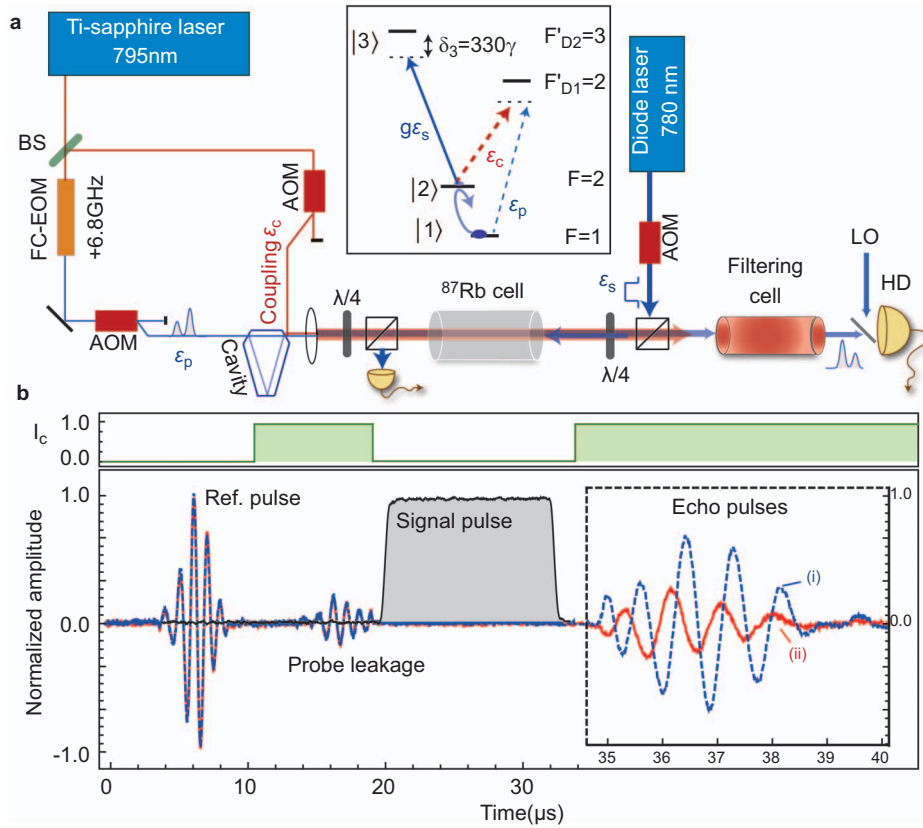 a
Ti-sapphire laser
795nm
BS
FC-EOM
+6.8GHz
AOM
εp
Cavity
Coupling εc
AOM
λ/4
⁸⁷Rb cell
λ/4
|3⟩
δ₃=330γ
F'D2=3
F'D1=2
gεs
εc
εp
|2⟩
F=2
|1⟩
F=1
Diode laser
780 nm
AOM
εs
Filtering
cell
LO
HD
b
Ic
1.0
0.0
Normalized amplitude
1.0
0.0
-1.0
Ref. pulse
Probe leakage
Signal pulse
Echo pulses
(i)
(ii)
1.0
0.0
35 36 37 38 39 40
0 10 20 30
Time(μs)